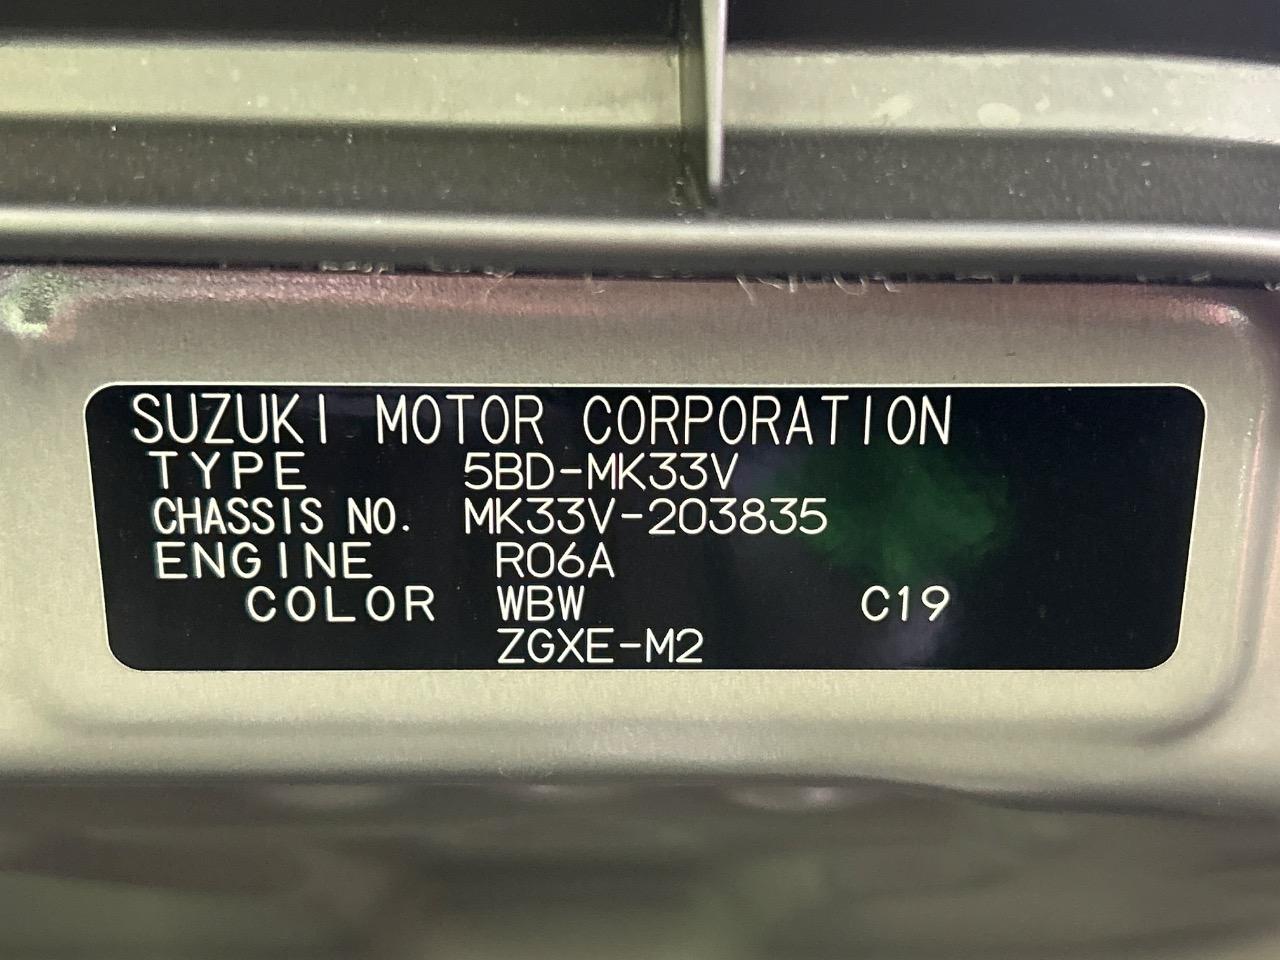 SUZUKI MOTOR CORPORATION
TYPE 5BD-MK33V
CHASSIS NO. MK33V-203835
ENGINE R06A
COLOR WBW C19
ZGXE-M2